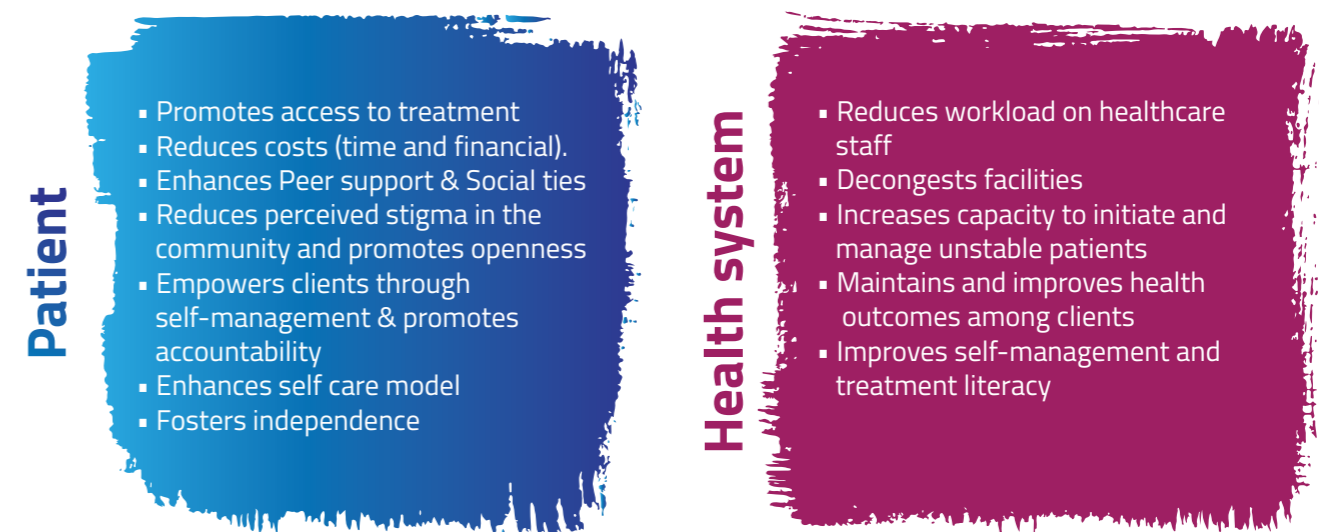 Patient
▪ Promotes access to treatment
▪ Reduces costs (time and financial).
▪ Enhances Peer support & Social ties
▪ Reduces perceived stigma in the
community and promotes openness
▪ Empowers clients through
self-management & promotes
accountability
▪ Enhances self care model
▪ Fosters independence
Health system
▪ Reduces workload on healthcare
staff
▪ Decongests facilities
▪ Increases capacity to initiate and
manage unstable patients
▪ Maintains and improves health
outcomes among clients
▪ Improves self-management and
treatment literacy